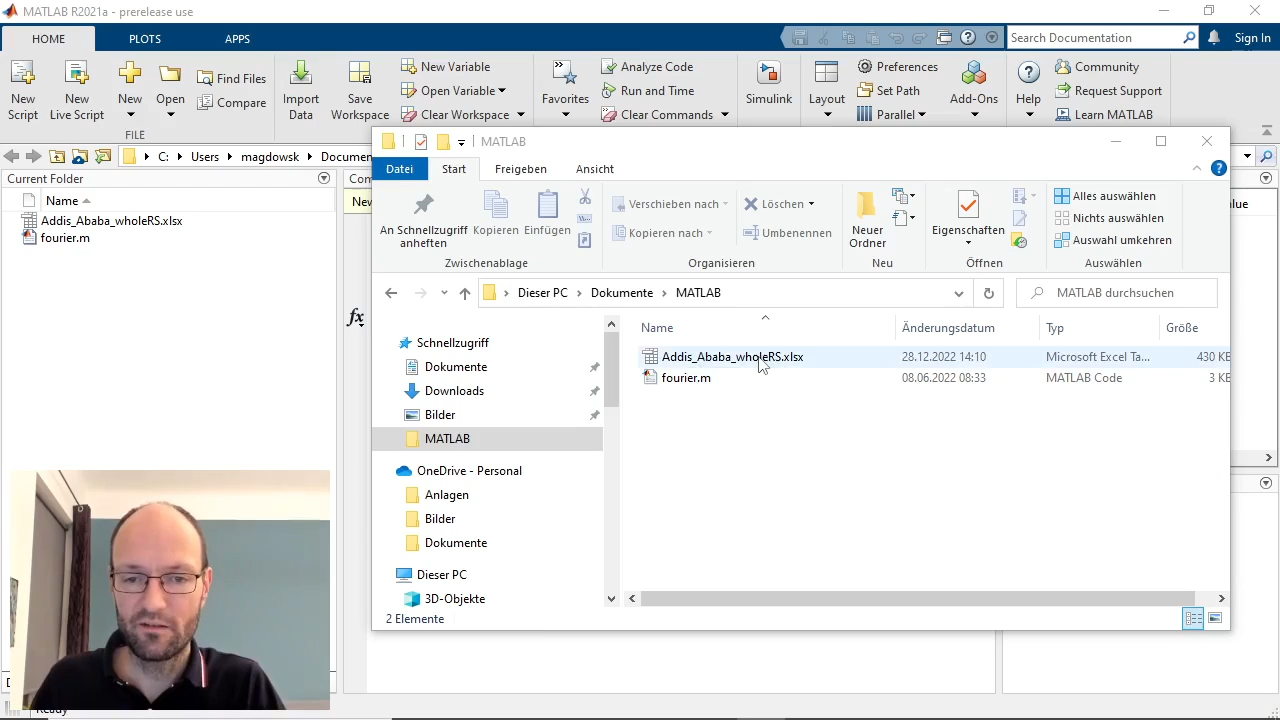 MATLAB R2021a - prerelease use
HOME PLOTS APPS
Search Documentation
Sign In
New Script
New Live Script
New
Open
Find Files
Compare
Import Data
Save Workspace
New Variable
Open Variable
Clear Workspace
Favorites
Analyze Code
Run and Time
Clear Commands
Simulink
Layout
Preferences
Set Path
Parallel
Add-Ons
Help
Community
Request Support
Learn MATLAB
FILE
C: Users magdowsk Documen
Current Folder
Name
Addis_Ababa_wholeRS.xlsx
fourier.m
Com
New
fx
alue
MATLAB
Datei Start Freigeben Ansicht
An Schnellzugriff anheften
Kopieren
Einfügen
Zwischenablage
Verschieben nach
Kopieren nach
Löschen
Umbenennen
Organisieren
Neuer Ordner
Neu
Eigenschaften
Öffnen
Alles auswählen
Nichts auswählen
Auswahl umkehren
Auswählen
Dieser PC Dokumente MATLAB
MATLAB durchsuchen
Schnellzugriff
Dokumente
Downloads
Bilder
MATLAB
OneDrive - Personal
Anlagen
Bilder
Dokumente
Dieser PC
3D-Objekte
Name Änderungsdatum Typ Größe
Addis_Ababa_wholeRS.xlsx 28.12.2022 14:10 Microsoft Excel Ta... 430 KB
fourier.m 08.06.2022 08:33 MATLAB Code 3 KB
2 Elemente
Ready